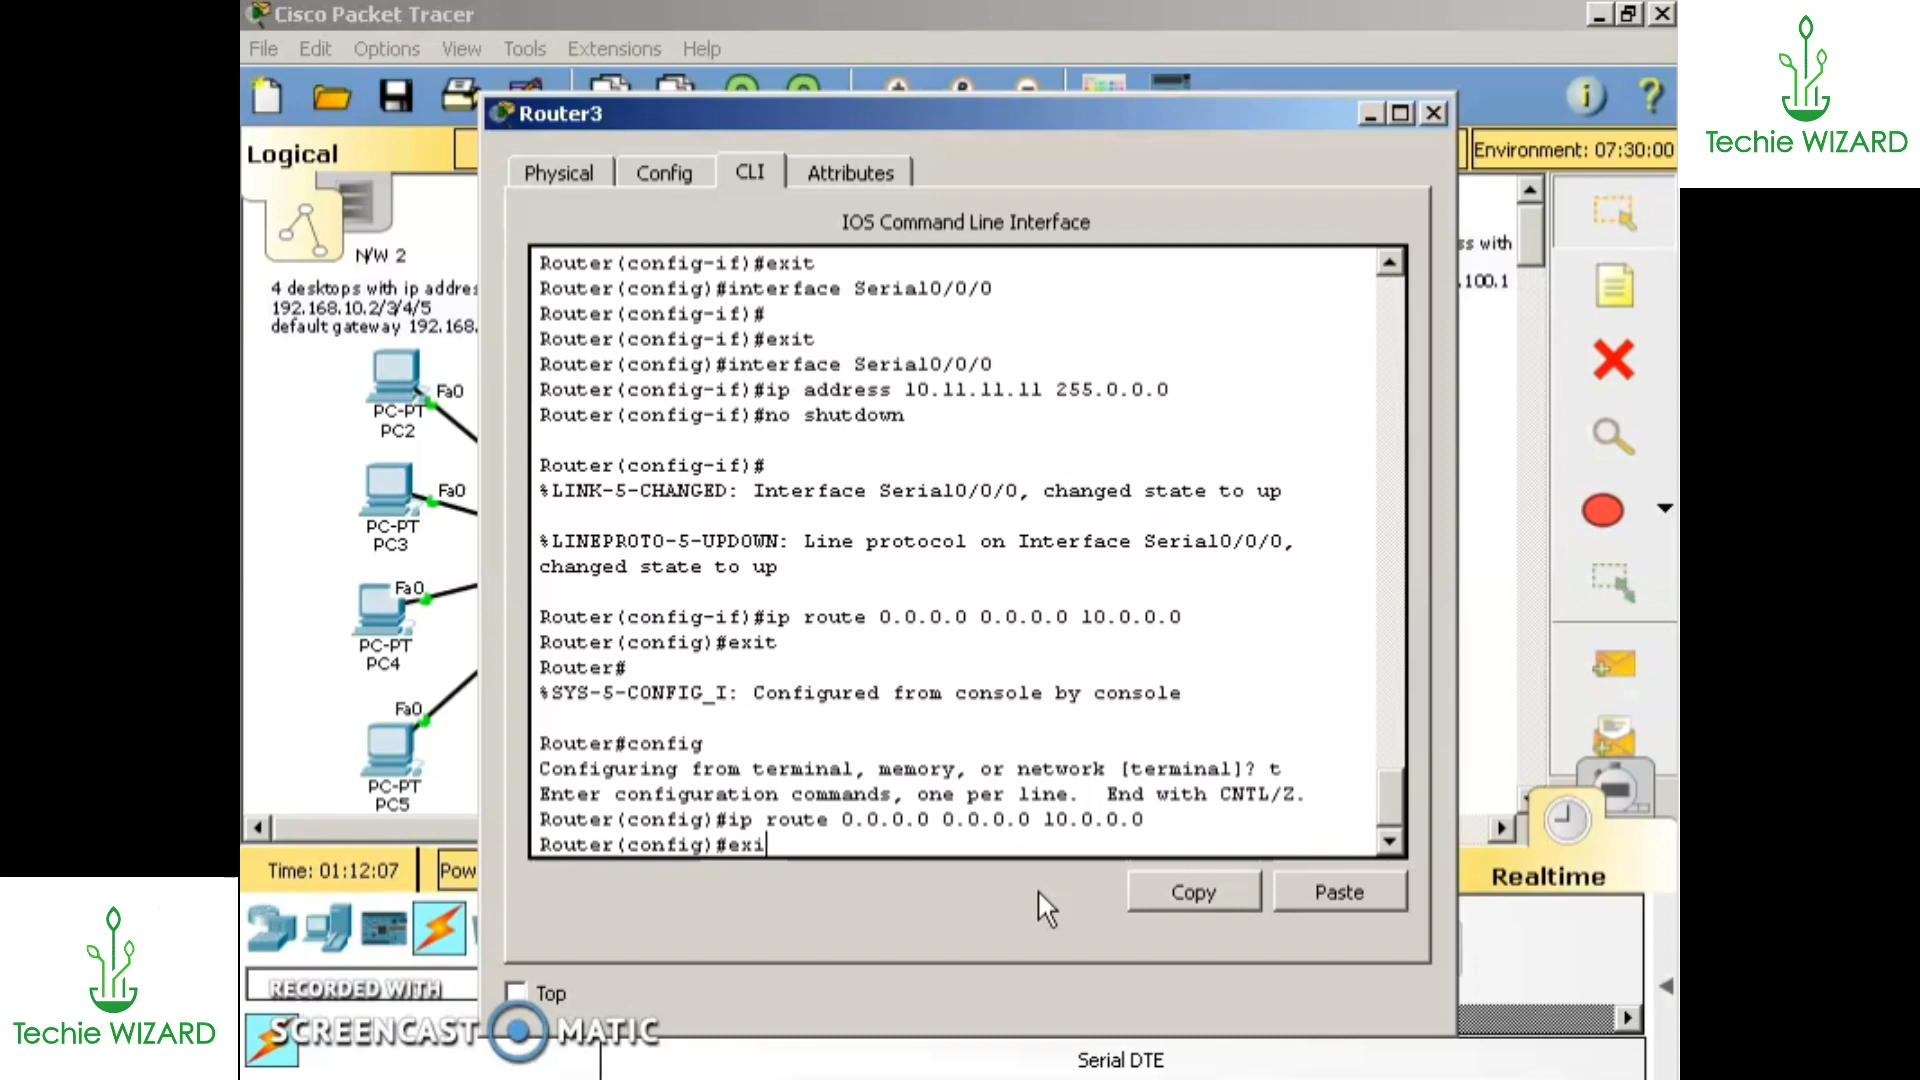 Cisco Packet Tracer
File Edit Options View Tools Extensions Help
Techie WIZARD
Router3
Logical
Environment: 07:30:00
Physical Config CLI Attributes
IOS Command Line Interface
N/W 2
4 desktops with ip addres
192.168.10.2/3/4/5
default gateway 192.168.
ss with
.100.1
Fa0
PC-PT
PC2
Fa0
PC-PT
PC3
Fa0
PC-PT
PC4
Fa0
PC-PT
PC5
Router(config-if)#exit
Router(config)#interface Serial0/0/0
Router(config-if)#
Router(config-if)#exit
Router(config)#interface Serial0/0/0
Router(config-if)#ip address 10.11.11.11 255.0.0.0
Router(config-if)#no shutdown
Router(config-if)#
%LINK-5-CHANGED: Interface Serial0/0/0, changed state to up
%LINEPROTO-5-UPDOWN: Line protocol on Interface Serial0/0/0,
changed state to up
Router(config-if)#ip route 0.0.0.0 0.0.0.0 10.0.0.0
Router(config)#exit
Router#
%SYS-5-CONFIG_I: Configured from console by console
Router#config
Configuring from terminal, memory, or network [terminal]? t
Enter configuration commands, one per line. End with CNTL/Z.
Router(config)#ip route 0.0.0.0 0.0.0.0 10.0.0.0
Router(config)#exi
Copy Paste
Time: 01:12:07 Pow
Realtime
Top
RECORDED WITH
SCREENCAST MATIC
Serial DTE
Techie WIZARD